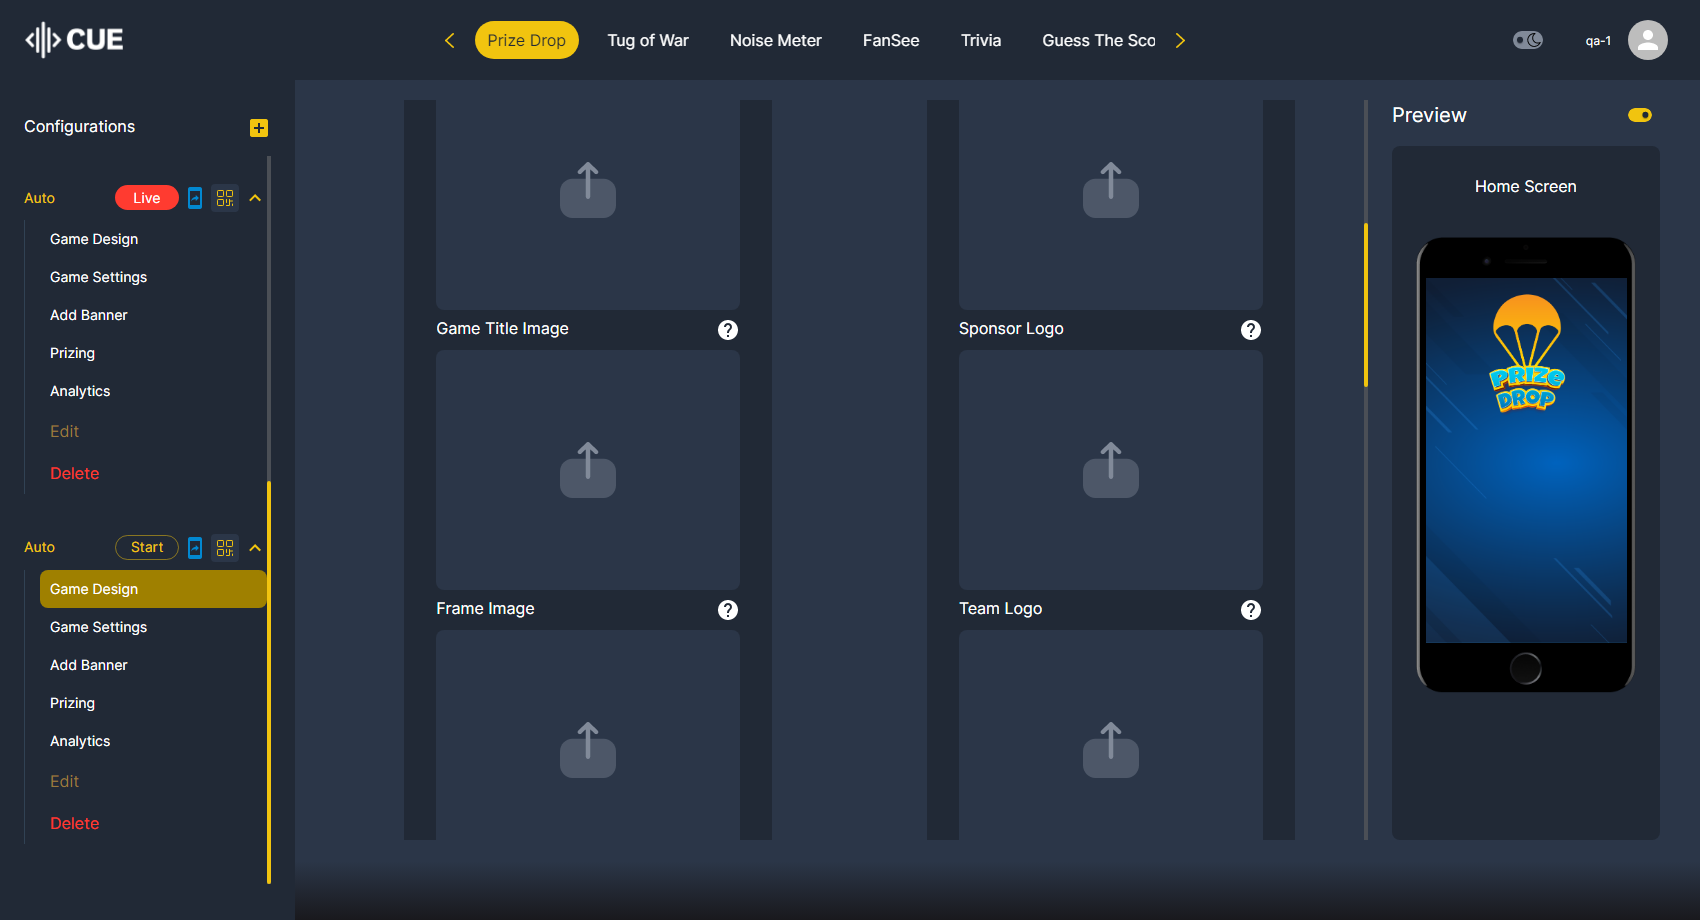 CUE
Prize Drop
Tug of War
Noise Meter
FanSee
Trivia
Guess The Sco
qa-1
Configurations
Auto
Live
Game Design
Game Settings
Add Banner
Prizing
Analytics
Edit
Delete
Auto
Start
Game Design
Game Settings
Add Banner
Prizing
Analytics
Edit
Delete
Game Title Image
?
Sponsor Logo
?
Frame Image
?
Team Logo
?
Preview
Home Screen
PRIZE
DROP